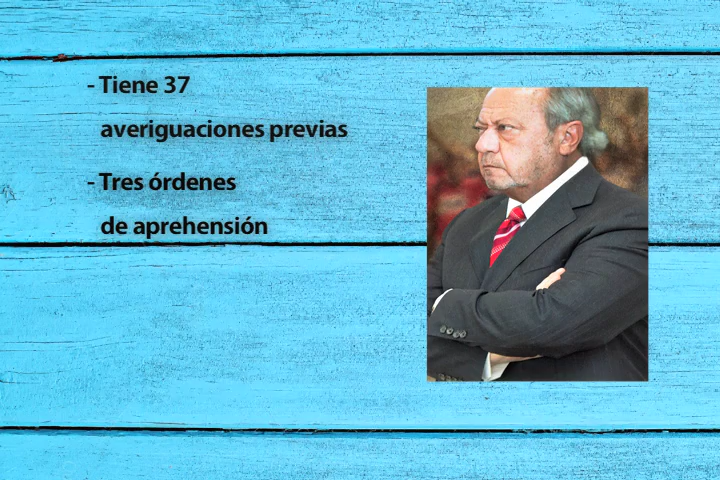 - Tiene 37
averiguaciones previas
- Tres órdenes
de aprehensión